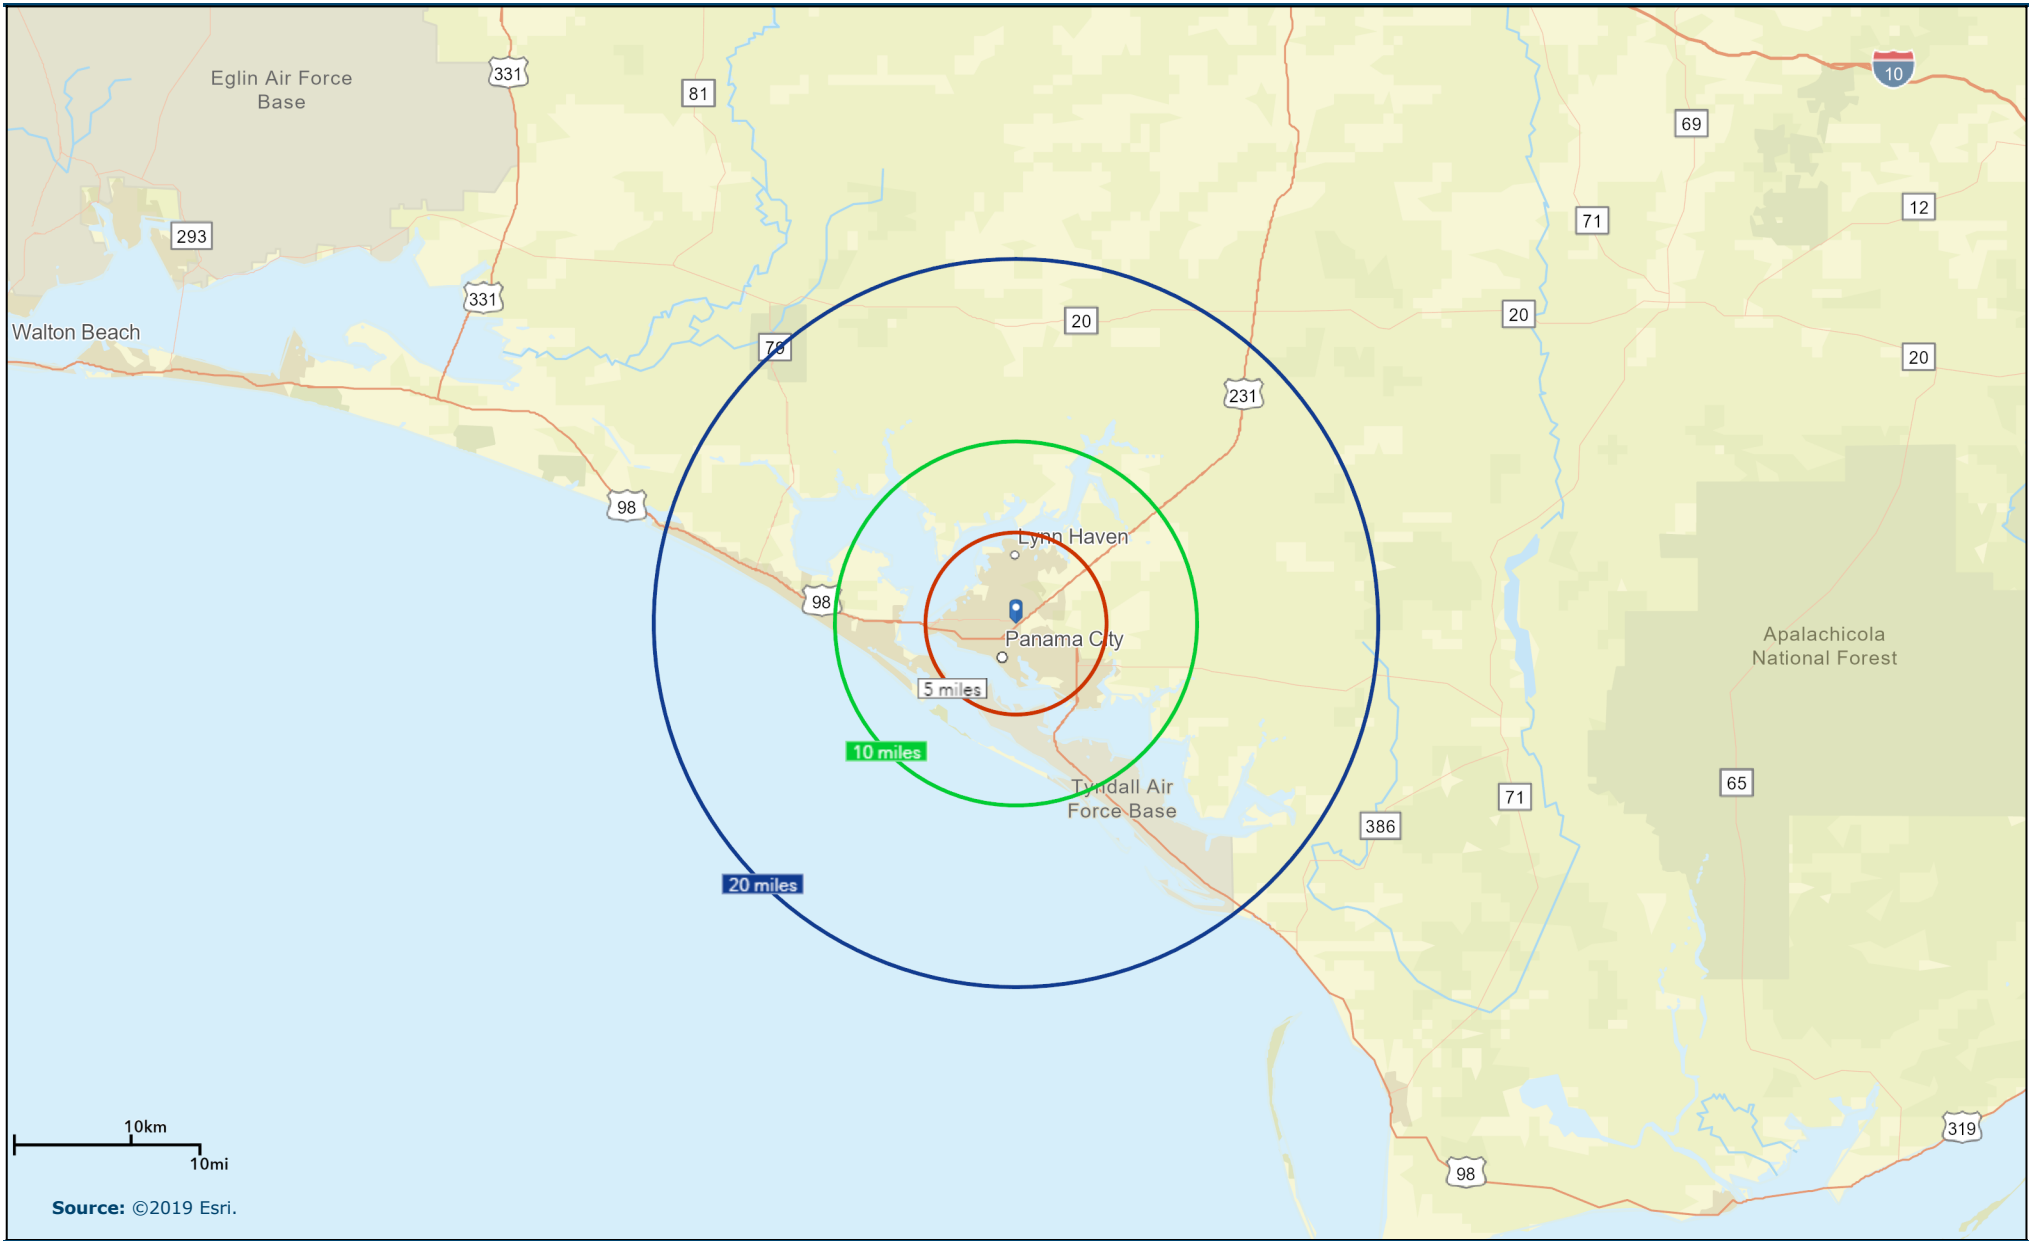 Eglin Air Force
Base
331
81
10
69
293
12
71
331
Walton Beach
20
20
79
20
231
98
Lynn Haven
98
Panama City
Apalachicola
National Forest
5 miles
10 miles
Tyndall Air
Force Base
65
71
386
20 miles
10km
10mi
319
98
Source: ©2019 Esri.